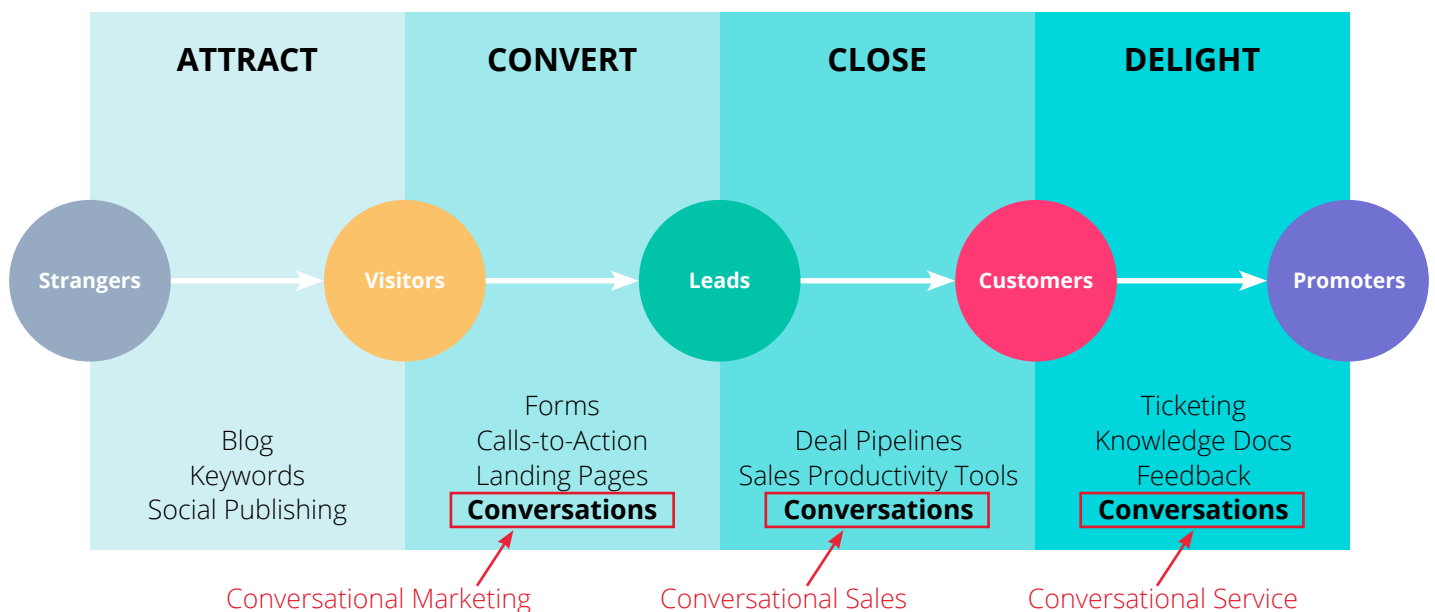 ATTRACT
CONVERT
CLOSE
DELIGHT
Strangers
Visitors
Leads
Customers
Promoters
Blog
Keywords
Social Publishing
Forms
Calls-to-Action
Landing Pages
Conversations
Deal Pipelines
Sales Productivity Tools
Conversations
Ticketing
Knowledge Docs
Feedback
Conversations
Conversational Marketing
Conversational Sales
Conversational Service